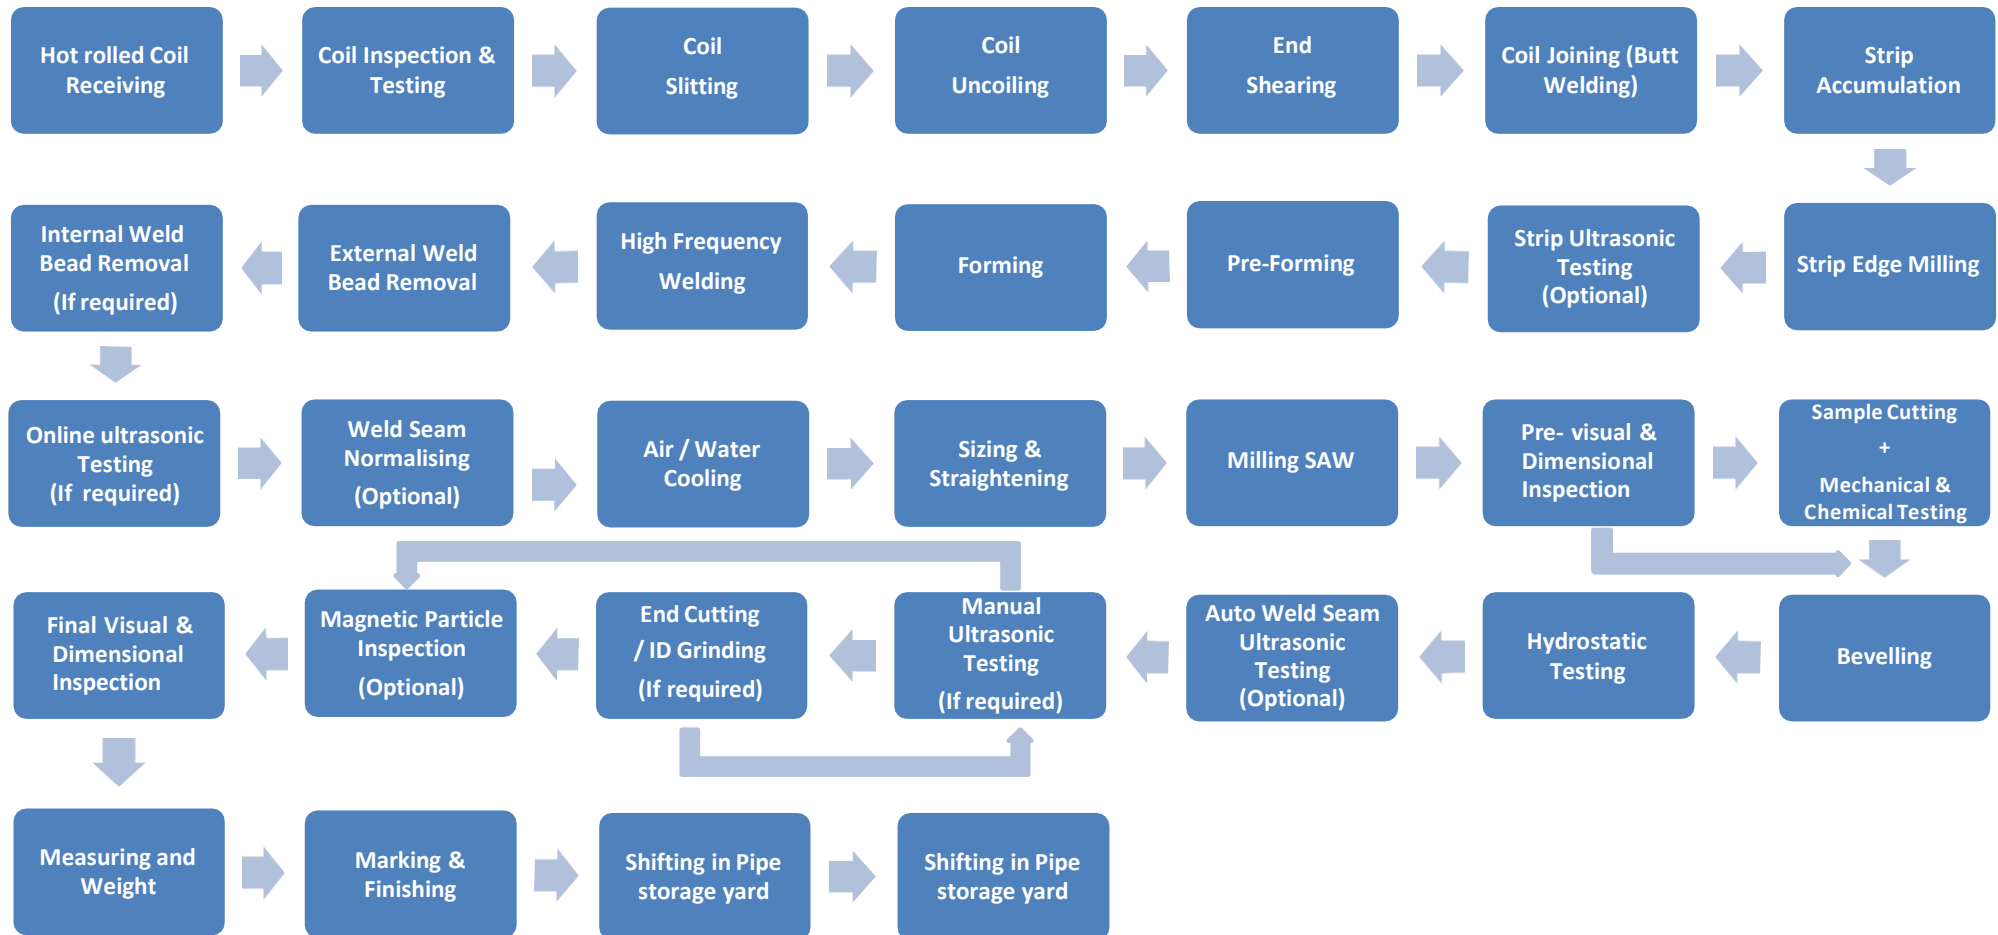 Hot rolled Coil
Receiving
Coil Inspection &
Testing
Coil
Slitting
Coil
Uncoiling
End
Shearing
Coil Joining (Butt
Welding)
Strip
Accumulation
Internal Weld
Bead Removal
(If required)
External Weld
Bead Removal
High Frequency
Welding
Forming
Pre-Forming
Strip Ultrasonic
Testing
(Optional)
Strip Edge Milling
Online ultrasonic
Testing
(If required)
Weld Seam
Normalising
(Optional)
Air / Water
Cooling
Sizing &
Straightening
Milling SAW
Pre- visual &
Dimensional
Inspection
Sample Cutting
+
Mechanical &
Chemical Testing
Final Visual &
Dimensional
Inspection
Magnetic Particle
Inspection
(Optional)
End Cutting
/ ID Grinding
(If required)
Manual
Ultrasonic
Testing
(If required)
Auto Weld Seam
Ultrasonic
Testing
(Optional)
Hydrostatic
Testing
Bevelling
Measuring and
Weight
Marking &
Finishing
Shifting in Pipe
storage yard
Shifting in Pipe
storage yard